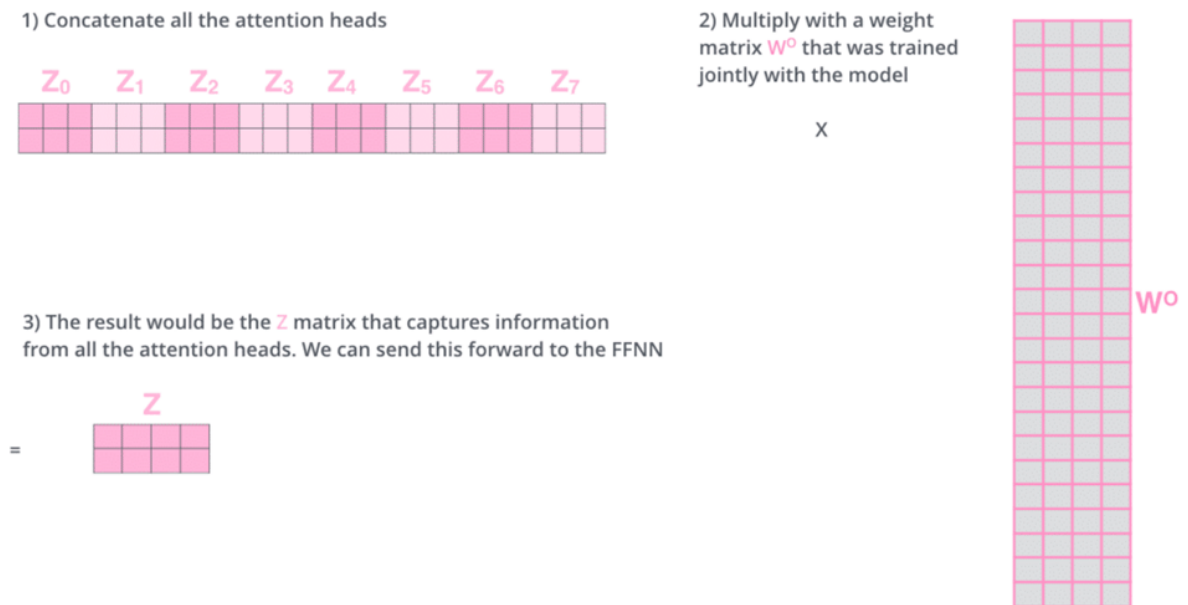 1) Concatenate all the attention heads
Z₀ Z₁ Z₂ Z₃ Z₄ Z₅ Z₆ Z₇
2) Multiply with a weight
matrix Wᴼ that was trained
jointly with the model
X
Wᴼ
3) The result would be the Z matrix that captures information
from all the attention heads. We can send this forward to the FFNN
Z
=